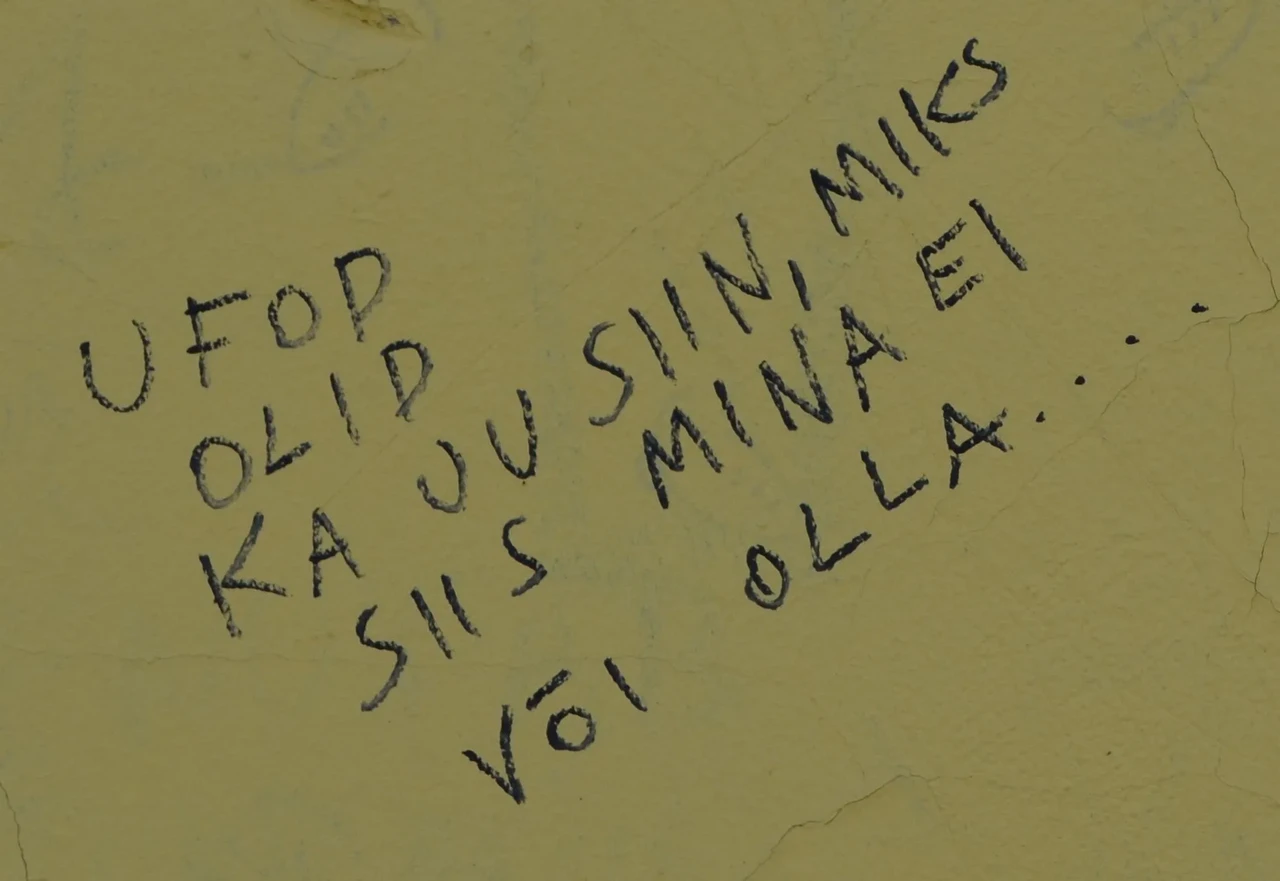 UFOD
OLID
KA JU SIIN, MIKS
SIIS MINA EI
VÕI OLLA....